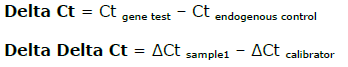 Delta Ct = Ct gene test – Ct endogenous control
Delta Delta Ct = ΔCt sample1 – ΔCt calibrator